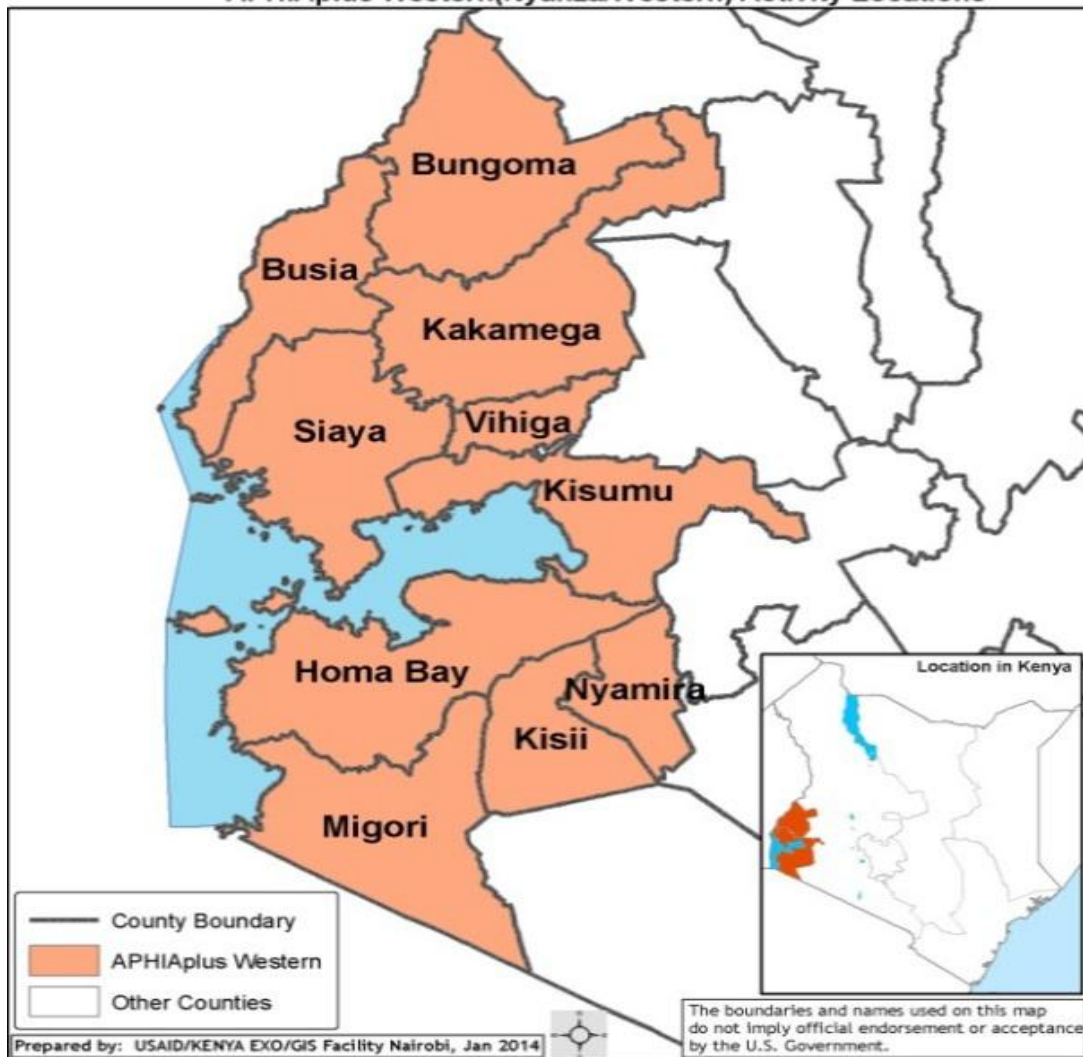 Bungoma
Busia
Kakamega
Siaya
Vihiga
Kisumu
Homa Bay
Nyamira
Kisii
Migori
Location in Kenya
County Boundary
APHIAplus Western
Other Counties
Prepared by: USAID/KENYA EXO/GIS Facility Nairobi, Jan 2014
The boundaries and names used on this map
do not imply official endorsement or acceptance
by the U.S. Government.